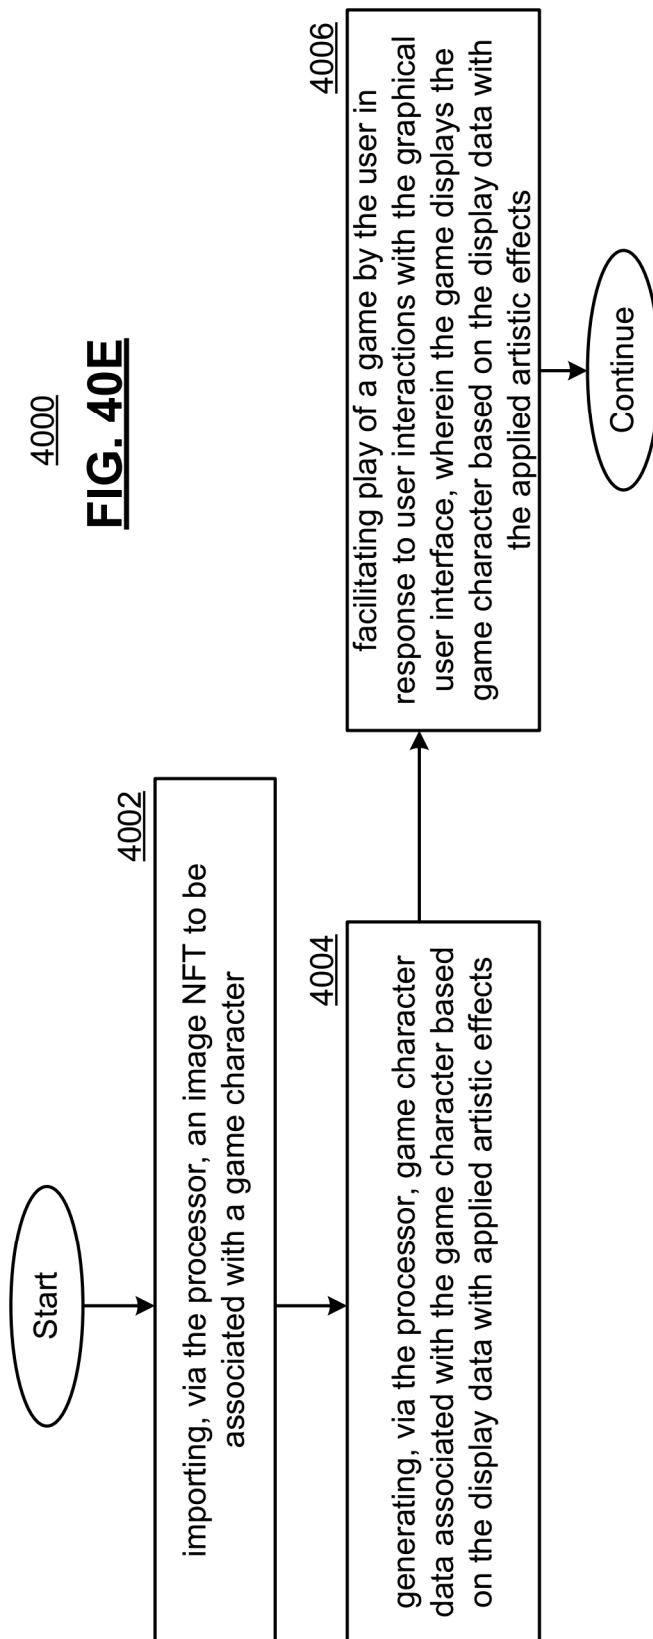 4000
FIG. 40E
Start
4002
importing, via the processor, an image NFT to be
associated with a game character
4004
generating, via the processor, game character
data associated with the game character based
on the display data with applied artistic effects
4006
facilitating play of a game by the user in
response to user interactions with the graphical
user interface, wherein the game displays the
game character based on the display data with
the applied artistic effects
Continue